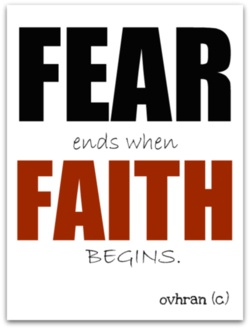 FEAR
ends when
FAITH
BEGINS.
ovhran (c)